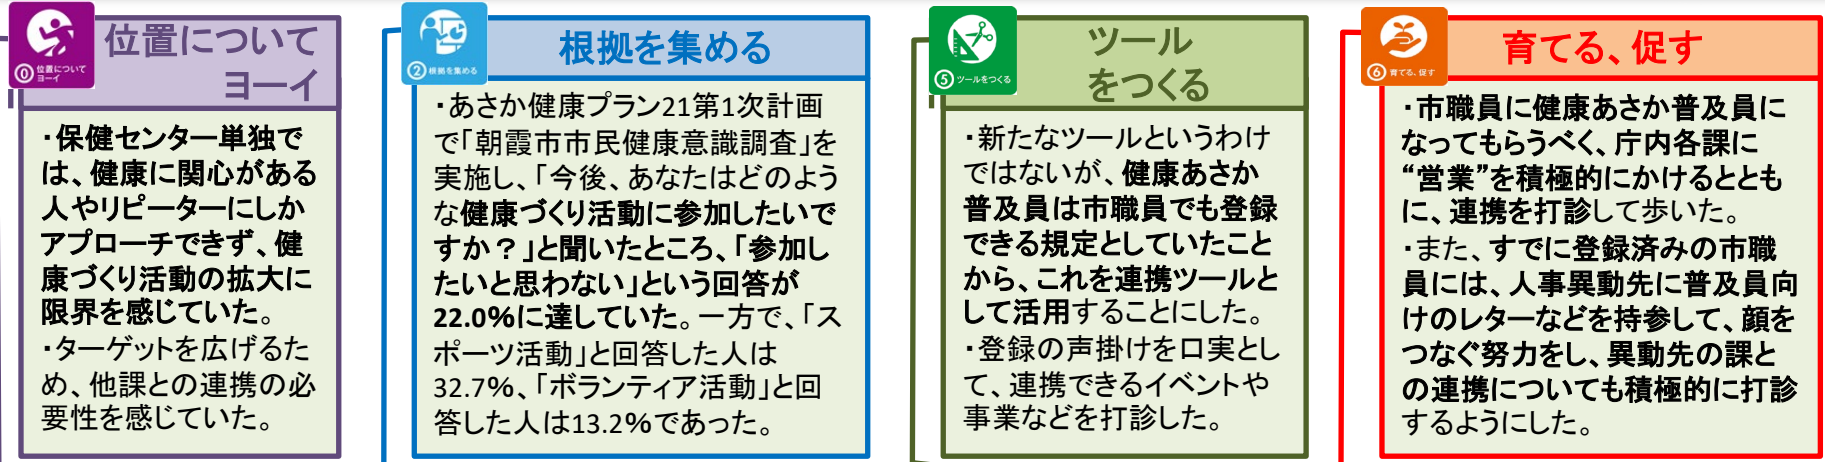 ⓪位置について
ヨーイ
位置について
ヨーイ
・保健センター単独で
は、健康に関心がある
人やリピーターにしか
アプローチできず、健
康づくり活動の拡大に
限界を感じていた。
・ターゲットを広げるた
め、他課との連携の必
要性を感じていた。
②根拠を集める
根拠を集める
・あさか健康プラン21第1次計画
で「朝霞市市民健康意識調査」を
実施し、「今後、あなたはどのよう
な健康づくり活動に参加したいで
すか？」と聞いたところ、「参加し
たいと思わない」という回答が
22.0%に達していた。一方で、「ス
ポーツ活動」と回答した人は
32.7%、「ボランティア活動」と回
答した人は13.2%であった。
⑤ツールをつくる
ツール
をつくる
・新たなツールというわけ
ではないが、健康あさか
普及員は市職員でも登録
できる規定としていたこと
から、これを連携ツールと
して活用することにした。
・登録の声掛けを口実とし
て、連携できるイベントや
事業などを打診した。
⑥育てる、促す
育てる、促す
・市職員に健康あさか普及員に
なってもらうべく、庁内各課に
“営業”を積極的にかけるととも
に、連携を打診して歩いた。
・また、すでに登録済みの市職
員には、人事異動先に普及員向
けのレターなどを持参して、顔を
つなぐ努力をし、異動先の課と
の連携についても積極的に打診
するようにした。